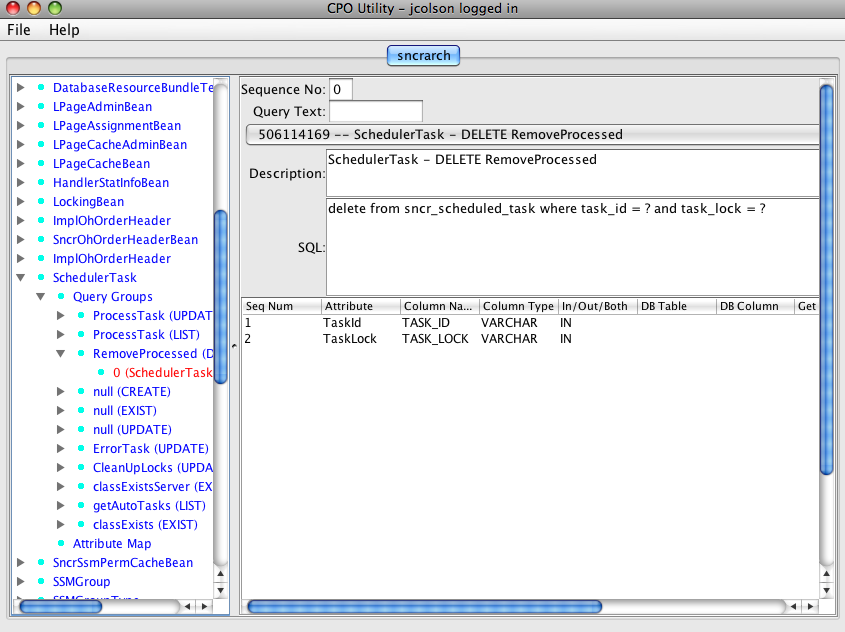 CPO Utility - jcolson logged in
File Help
sncrarch
DatabaseResourceBundleTe
LPageAdminBean
LPageAssignmentBean
LPageCacheAdminBean
LPageCacheBean
HandlerStatInfoBean
LockingBean
ImplOhOrderHeader
SncrOhOrderHeaderBean
ImplOhOrderHeader
SchedulerTask
Query Groups
ProcessTask (UPDAT
ProcessTask (LIST)
RemoveProcessed (D
0 (SchedulerTask
null (CREATE)
null (EXIST)
null (UPDATE)
ErrorTask (UPDATE)
CleanUpLocks (UPDA
classExistsServer (EX
getAutoTasks (LIST)
classExists (EXIST)
Attribute Map
SncrSsmPermCacheBean
SSMGroup
SSMGroupType
Sequence No: 0
Query Text:
506114169 -- SchedulerTask - DELETE RemoveProcessed
Description: SchedulerTask - DELETE RemoveProcessed
SQL: delete from sncr_scheduled_task where task_id = ? and task_lock = ?
Seq Num Attribute Column Na... Column Type In/Out/Both DB Table DB Column Get
1 TaskId TASK_ID VARCHAR IN
2 TaskLock TASK_LOCK VARCHAR IN